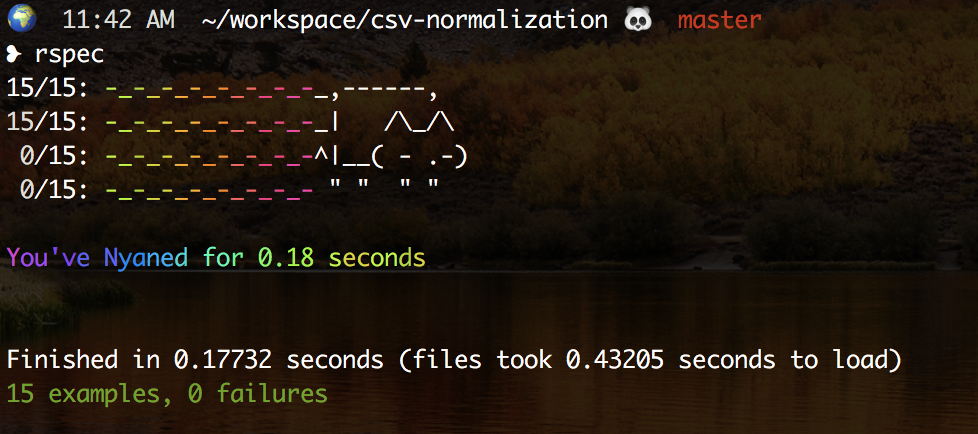 🌍  11:42 AM  ~/workspace/csv-normalization 🐼  master
❥ rspec
15/15: -_-_-_-_-_-_-_-_,------,
15/15: -_-_-_-_-_-_-_-_|   /\_/\
 0/15: -_-_-_-_-_-_-_-^|__( - .-)
 0/15: -_-_-_-_-_-_-_- " "  " "
You've Nyaned for 0.18 seconds
Finished in 0.17732 seconds (files took 0.43205 seconds to load)
15 examples, 0 failures